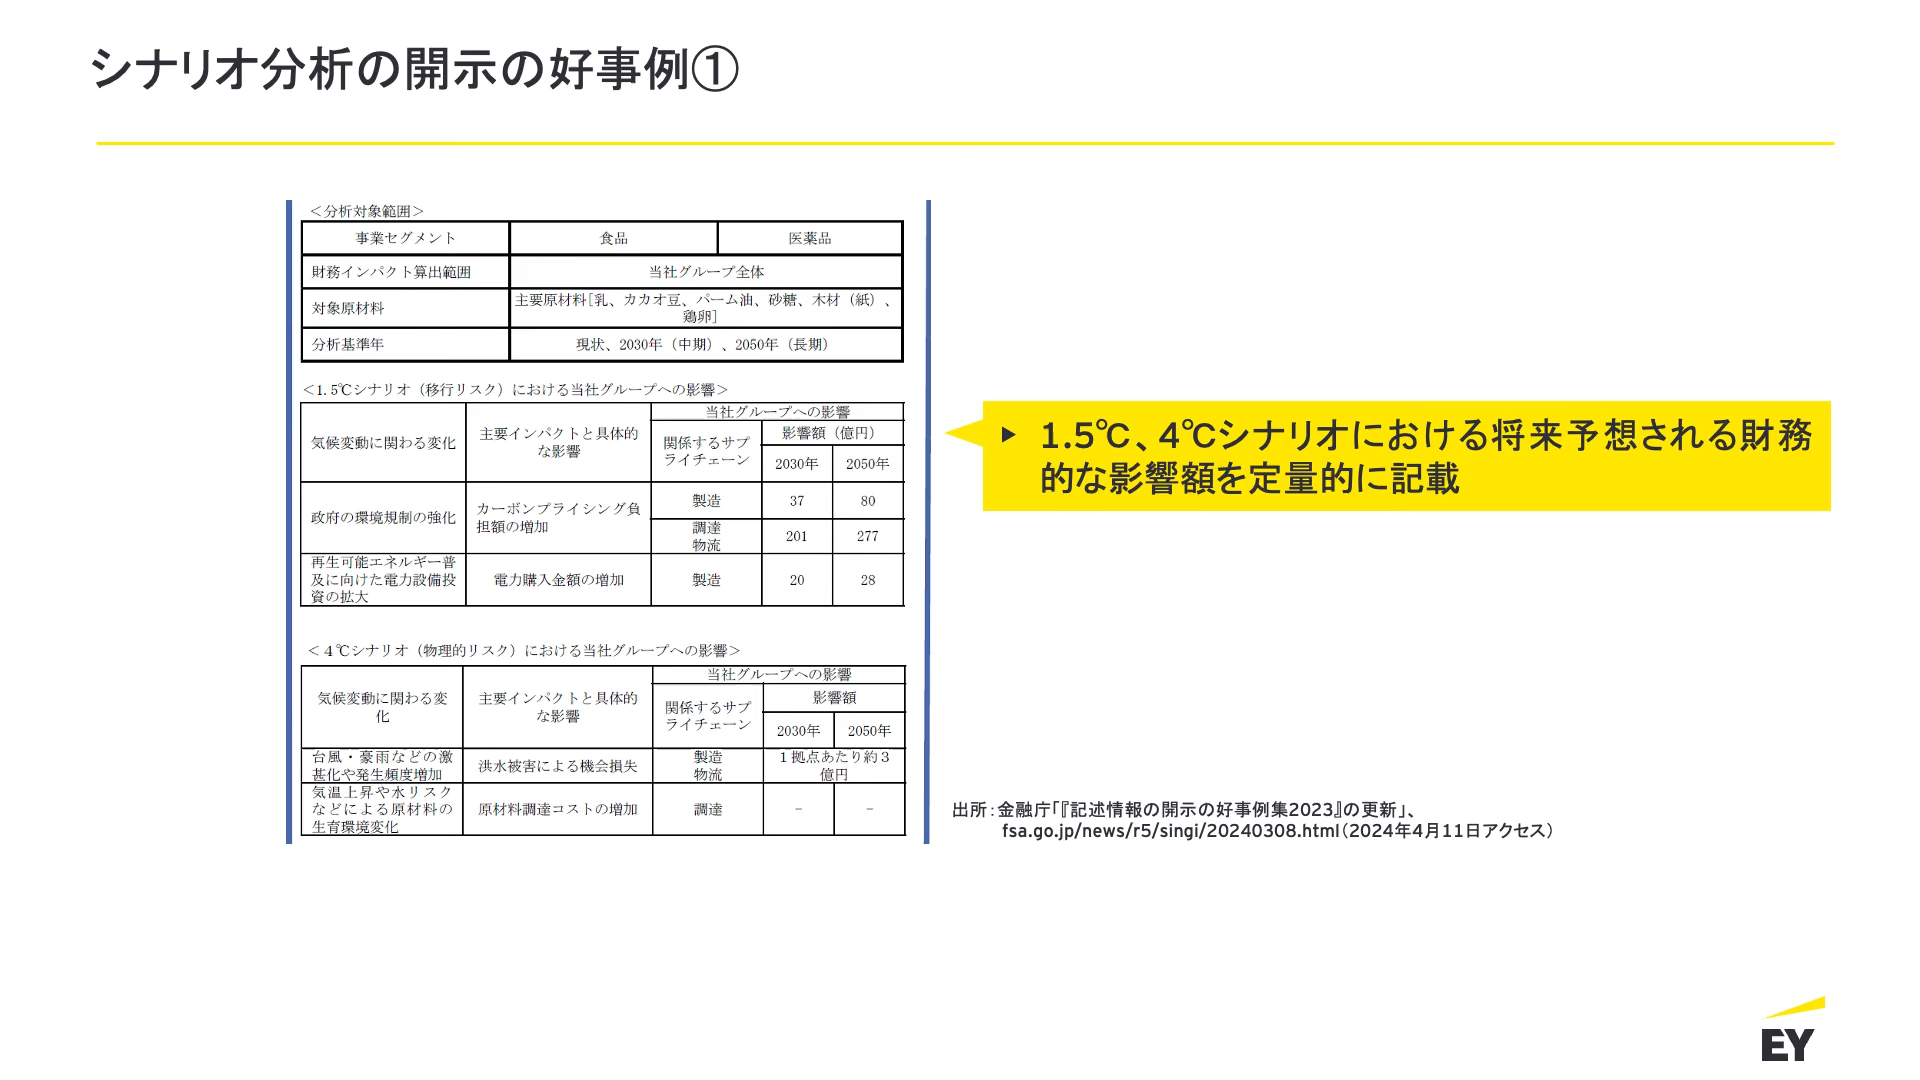 シナリオ分析の開示の好事例①
＜分析対象範囲＞
事業セグメント 食品 医薬品
財務インパクト算出範囲 当社グループ全体
対象原材料 主要原材料[乳、カカオ豆、パーム油、砂糖、木材（紙）、
鶏卵]
分析基準年 現状、2030年（中期）、2050年（長期）
＜1.5℃シナリオ（移行リスク）における当社グループへの影響＞
気候変動に関わる変化
主要インパクトと具体的
な影響
当社グループへの影響
関係するサプ
ライチェーン
影響額（億円）
2030年 2050年
政府の環境規制の強化
カーボンプライシング負
担額の増加
製造 37 80
調達
物流
201 277
再生可能エネルギー普
及に向けた電力設備投
資の拡大
電力購入金額の増加 製造 20 28
＜４℃シナリオ（物理的リスク）における当社グループへの影響＞
気候変動に関わる変
化
主要インパクトと具体的
な影響
当社グループへの影響
関係するサプ
ライチェーン
影響額
2030年 2050年
台風・豪雨などの激
甚化や発生頻度増加
洪水被害による機会損失
製造
物流
１拠点あたり約３
億円
気温上昇や水リスク
などによる原材料の
生育環境変化
原材料調達コストの増加 調達 － －
► 1.5℃、4℃シナリオにおける将来予想される財務
的な影響額を定量的に記載
出所：金融庁「『記述情報の開示の好事例集2023』の更新」、
fsa.go.jp/news/r5/singi/20240308.html（2024年4月11日アクセス）
EY